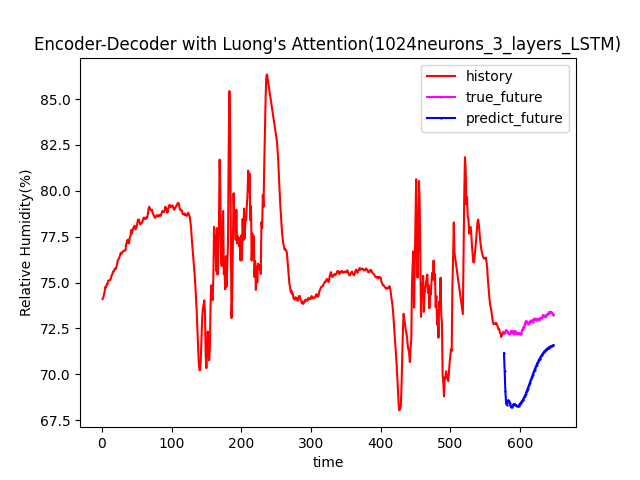 Encoder-Decoder with Luong's Attention(1024neurons_3_layers_LSTM)
history
true_future
predict_future
Relative Humidity(%)
85.0
82.5
80.0
77.5
75.0
72.5
70.0
67.5
0 100 200 300 400 500 600
time